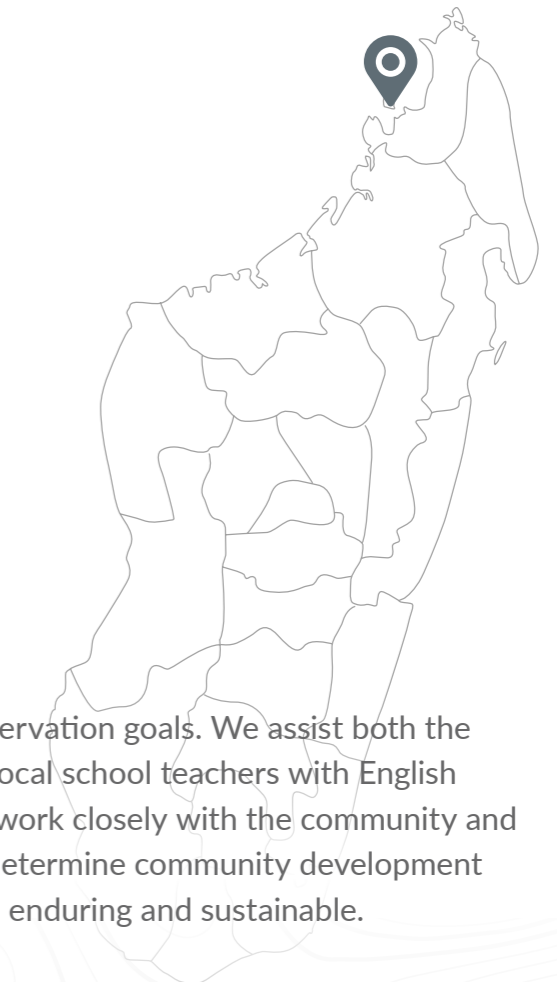 ervation goals. We assist both the
ocal school teachers with English
work closely with the community and
etermine community development
enduring and sustainable.